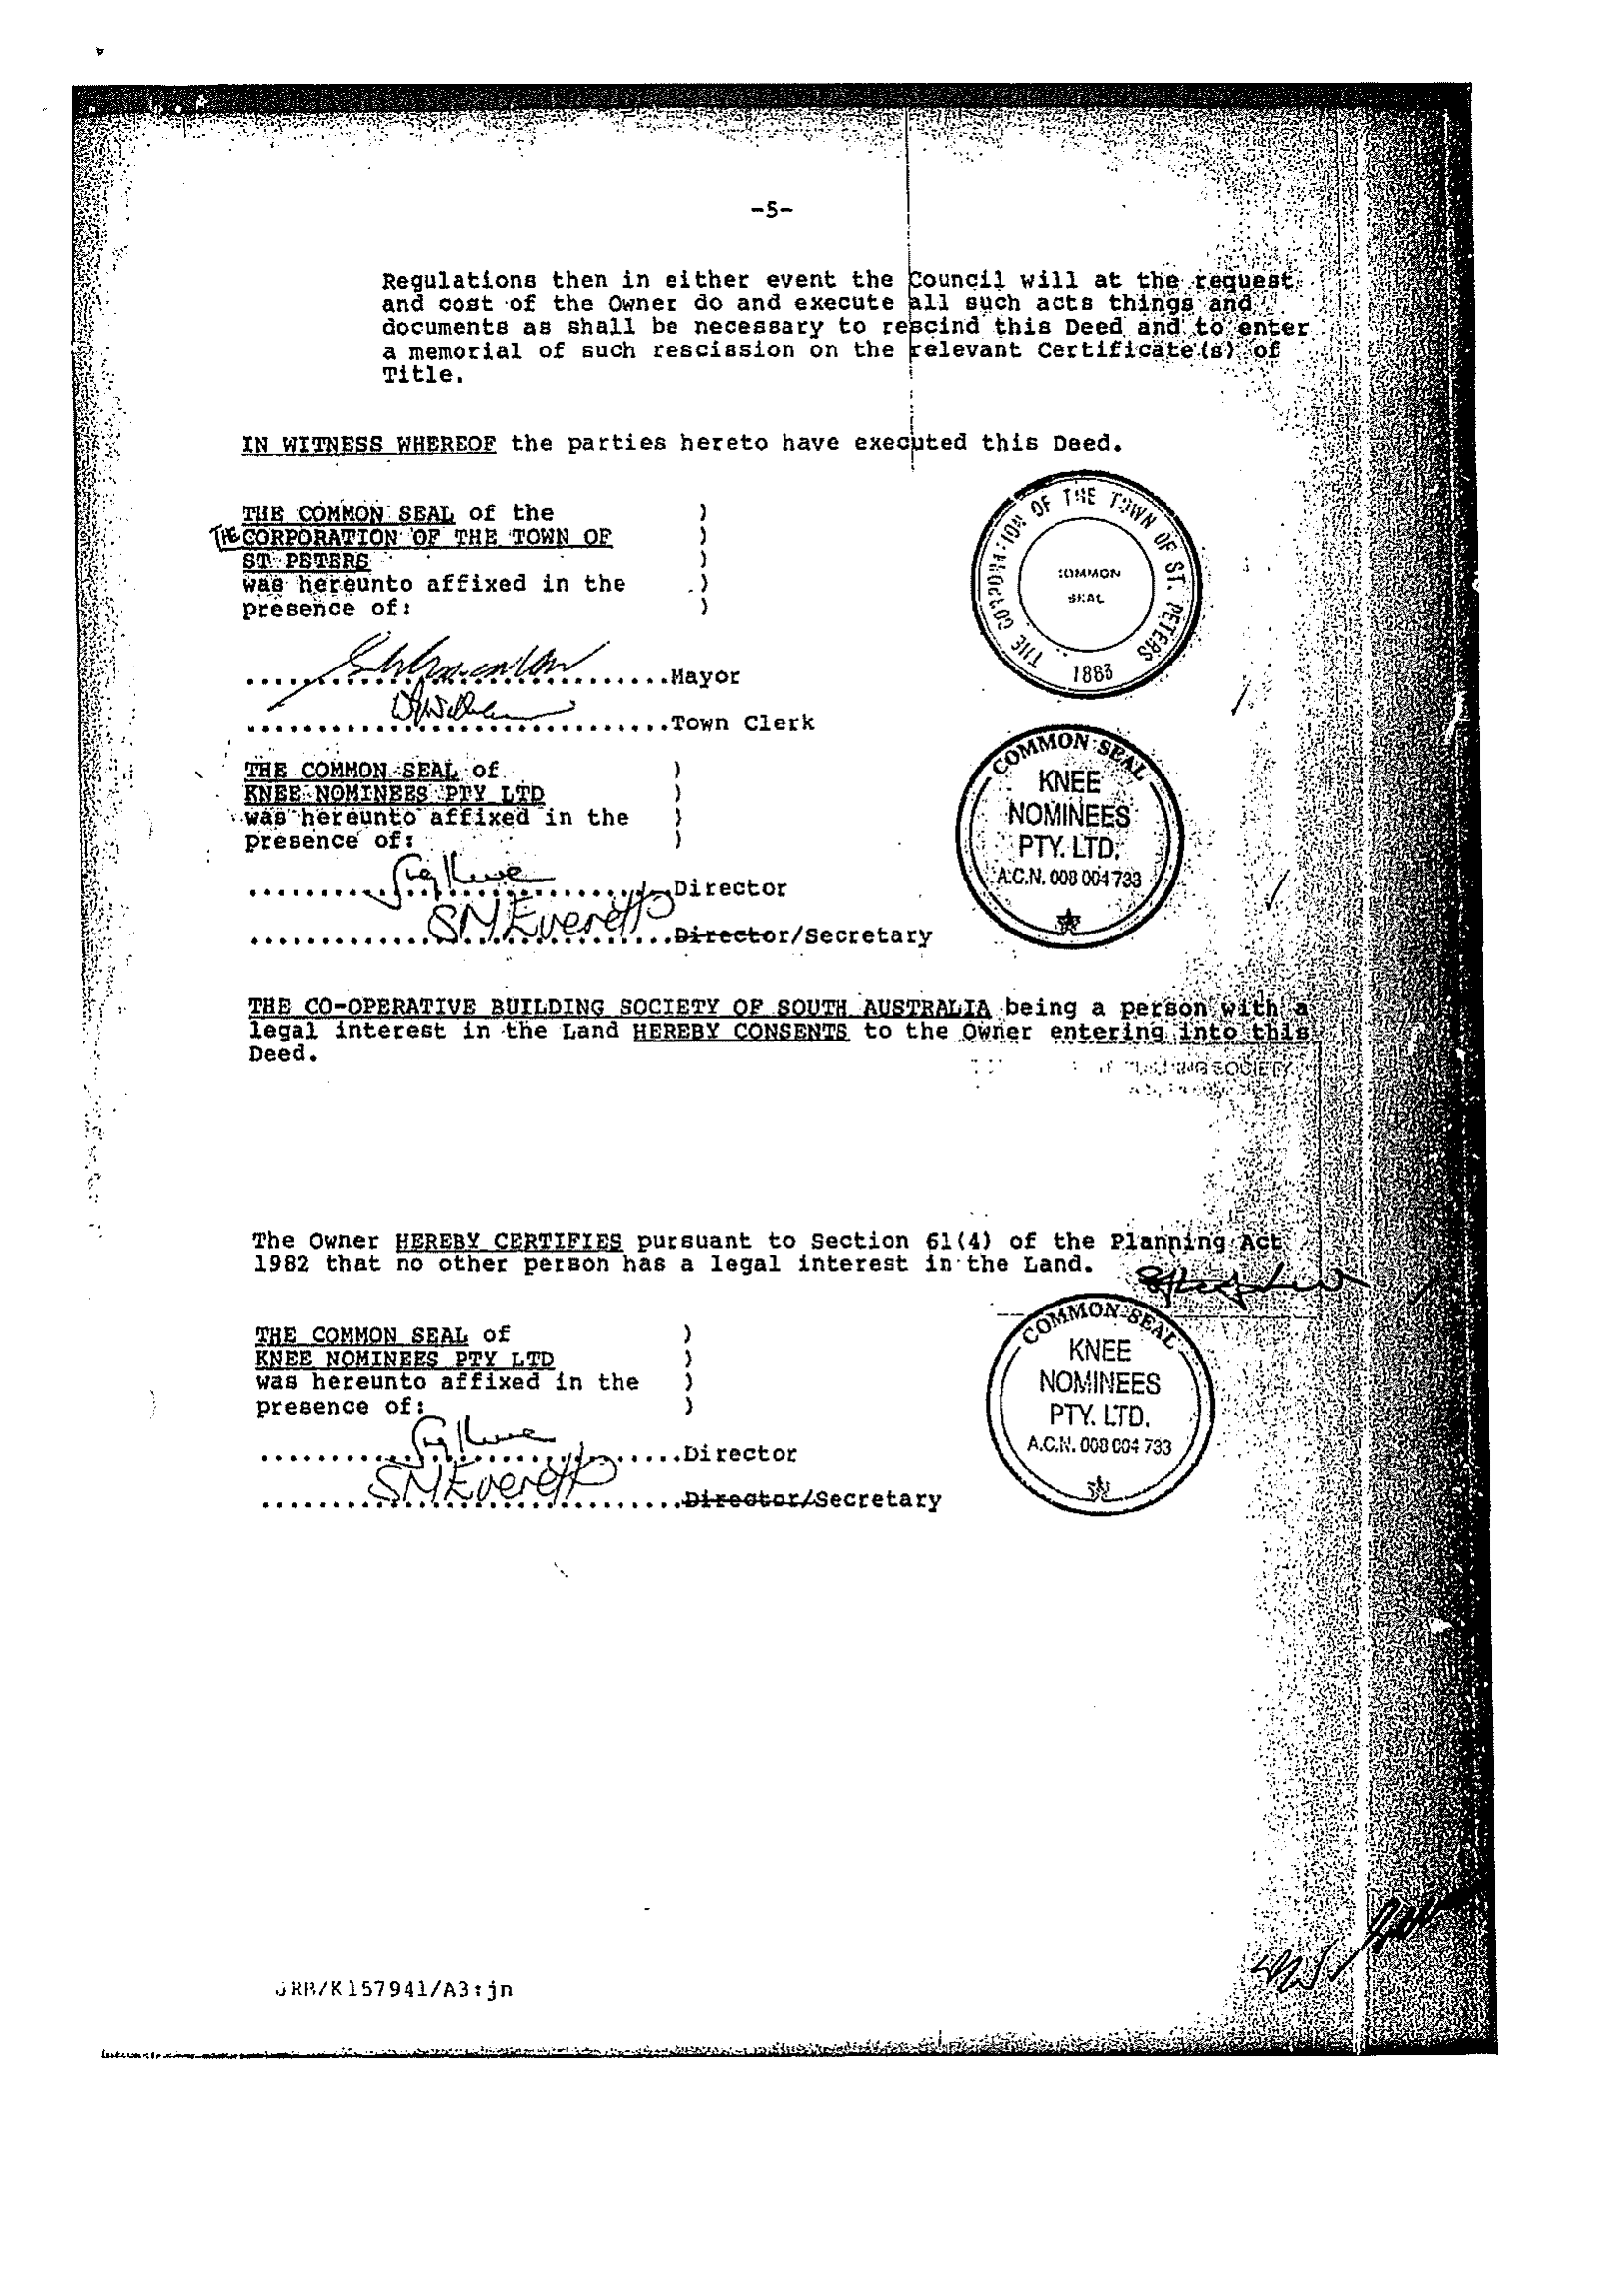 -5-
Regulations then in either event the Council will at the request
and cost of the Owner do and execute all such acts things and
documents as shall be necessary to rescind this Deed and to enter
a memorial of such rescission on the relevant Certificate(s) of
Title.
IN WITNESS WHEREOF the parties hereto have executed this Deed.
THE COMMON SEAL of the )
THE CORPORATION OF THE TOWN OF )
ST PETERS )
was hereunto affixed in the )
presence of: )
THE CORPORATION OF THE TOWN OF ST. PETERS
COMMON
SEAL
1883
..............................Mayor
..............................Town Clerk
THE COMMON SEAL of )
KNEE NOMINEES PTY LTD )
was hereunto affixed in the )
presence of: )
COMMON SEAL
KNEE
NOMINEES
PTY. LTD.
A.C.N. 008 004 733
..............................Director
SN Everett
..............................Director/Secretary
THE CO-OPERATIVE BUILDING SOCIETY OF SOUTH AUSTRALIA being a person with a
legal interest in the Land HEREBY CONSENTS to the Owner entering into this
Deed.
BUILDING SOCIETY
The Owner HEREBY CERTIFIES pursuant to Section 61(4) of the Planning Act
1982 that no other person has a legal interest in the Land.
THE COMMON SEAL of )
KNEE NOMINEES PTY LTD )
was hereunto affixed in the )
presence of: )
COMMON SEAL
KNEE
NOMINEES
PTY. LTD.
A.C.N. 008 004 733
..............................Director
SN Everett
..............................Director/Secretary
JRB/K157941/A3:jn